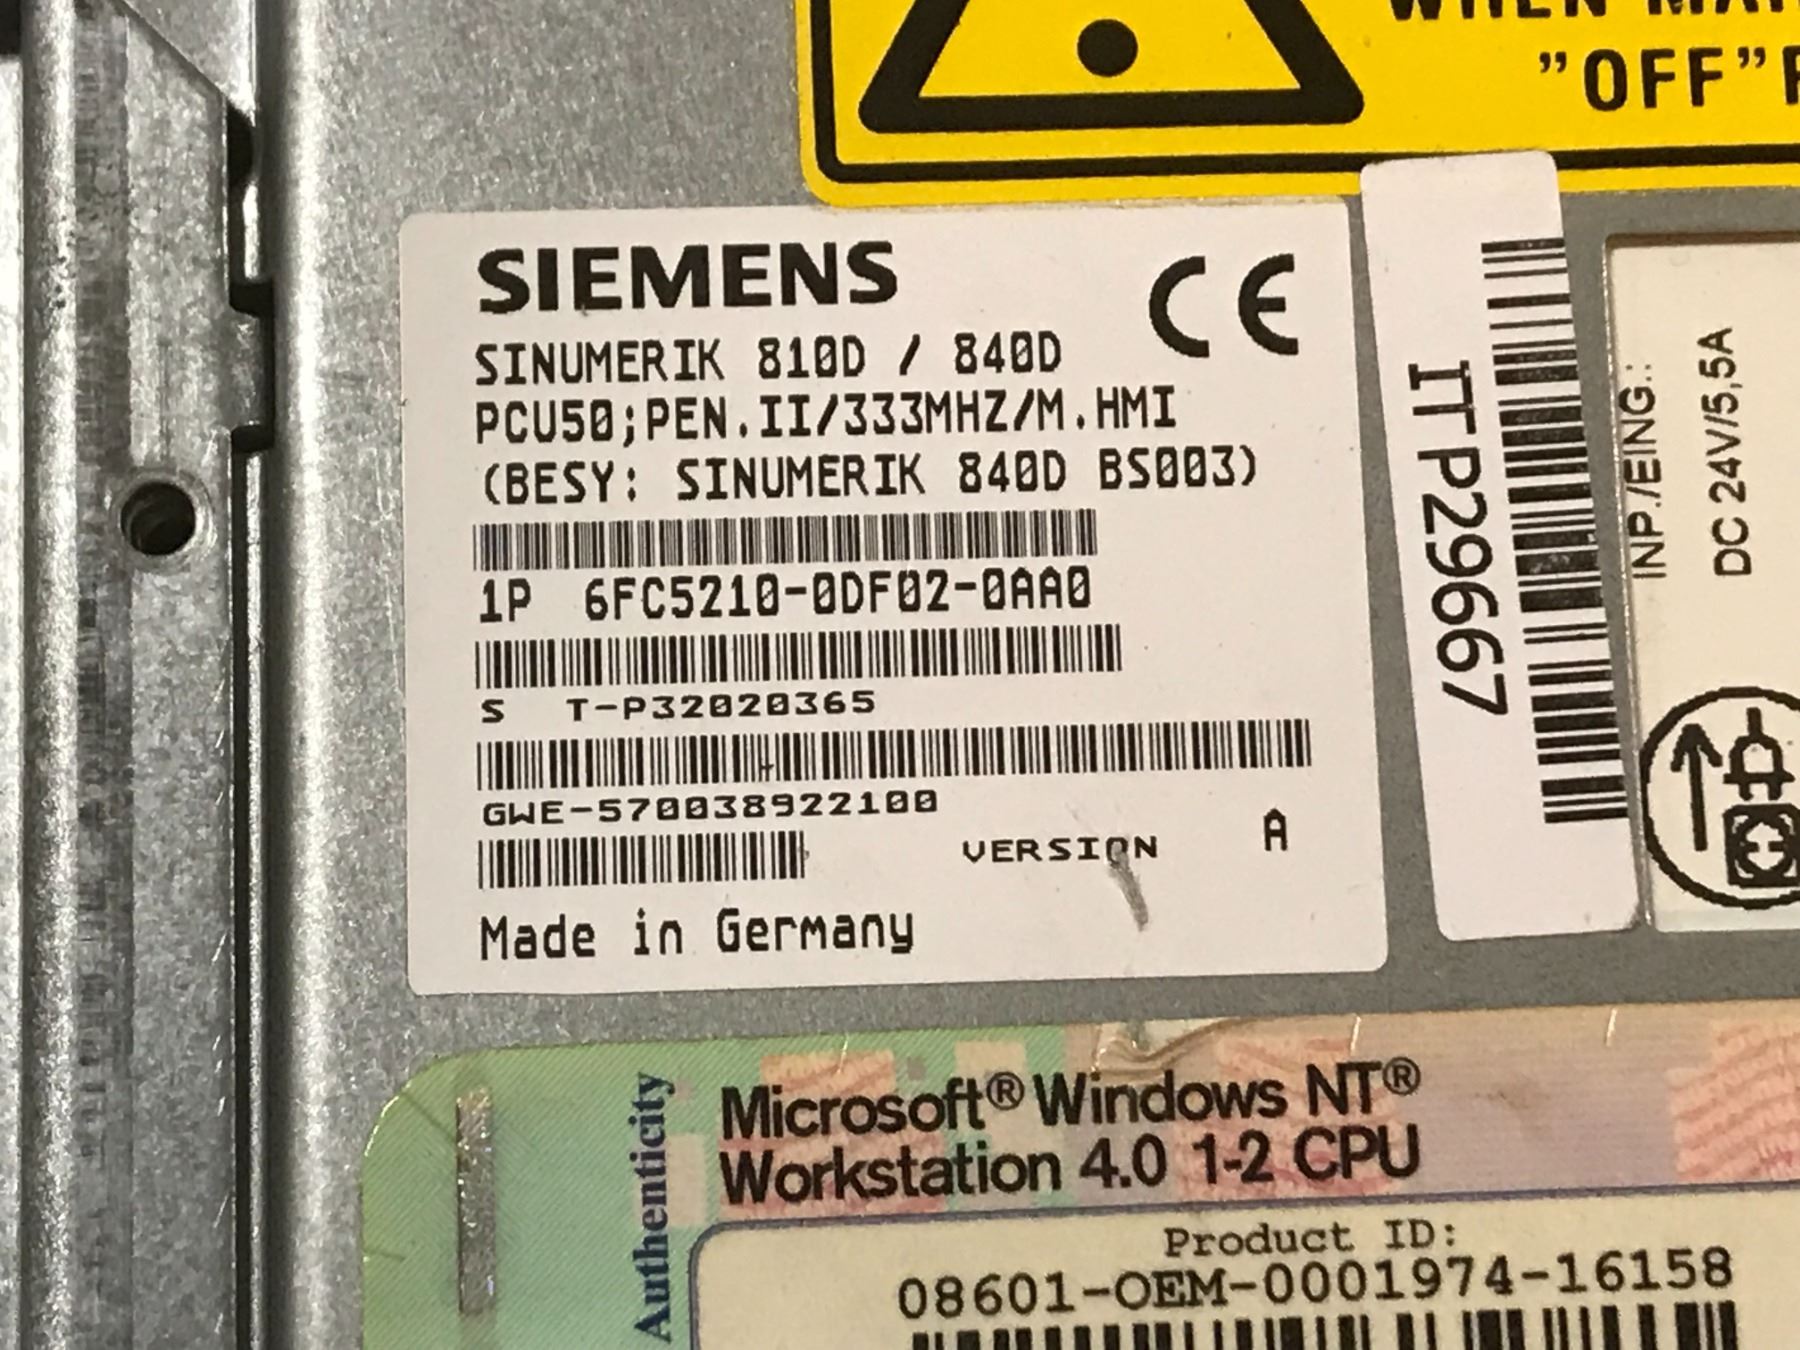 "OFF"
SIEMENS
CE
SINUMERIK 810D / 840D
PCU50;PEN.II/333MHZ/M.HMI
(BESY: SINUMERIK 840D BS003)
1P 6FC5210-0DF02-0AA0
S T-P32020365
GWE-570038922100
VERSION A
Made in Germany
ITP29667
INP./EING.:
DC 24V/5,5A
Authenticity
Microsoft® Windows NT®
Workstation 4.0 1-2 CPU
Product ID:
08601-OEM-0001974-16158